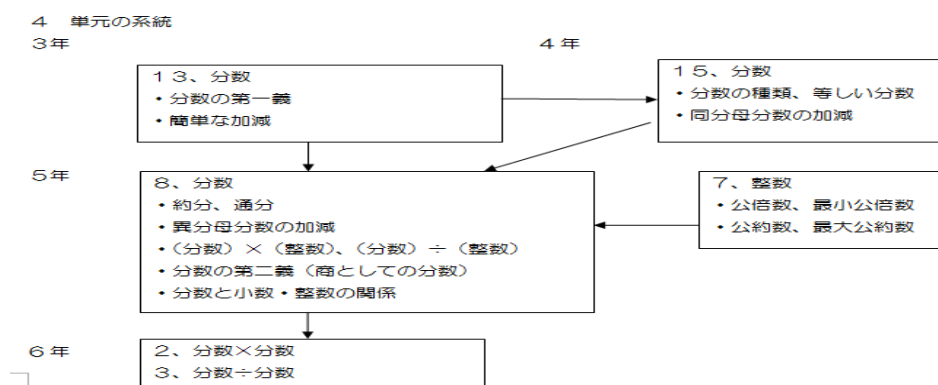 ４　単元の系統
３年
４年
１３、分数
・分数の第一義
・簡単な加減
１５、分数
・分数の種類、等しい分数
・同分母分数の加減
５年
８、分数
・約分、通分
・異分母分数の加減
・（分数）×（整数）、（分数）÷（整数）
・分数の第二義（商としての分数）
・分数と小数・整数の関係
７、整数
・公倍数、最小公倍数
・公約数、最大公約数
６年
２、分数×分数
３、分数÷分数